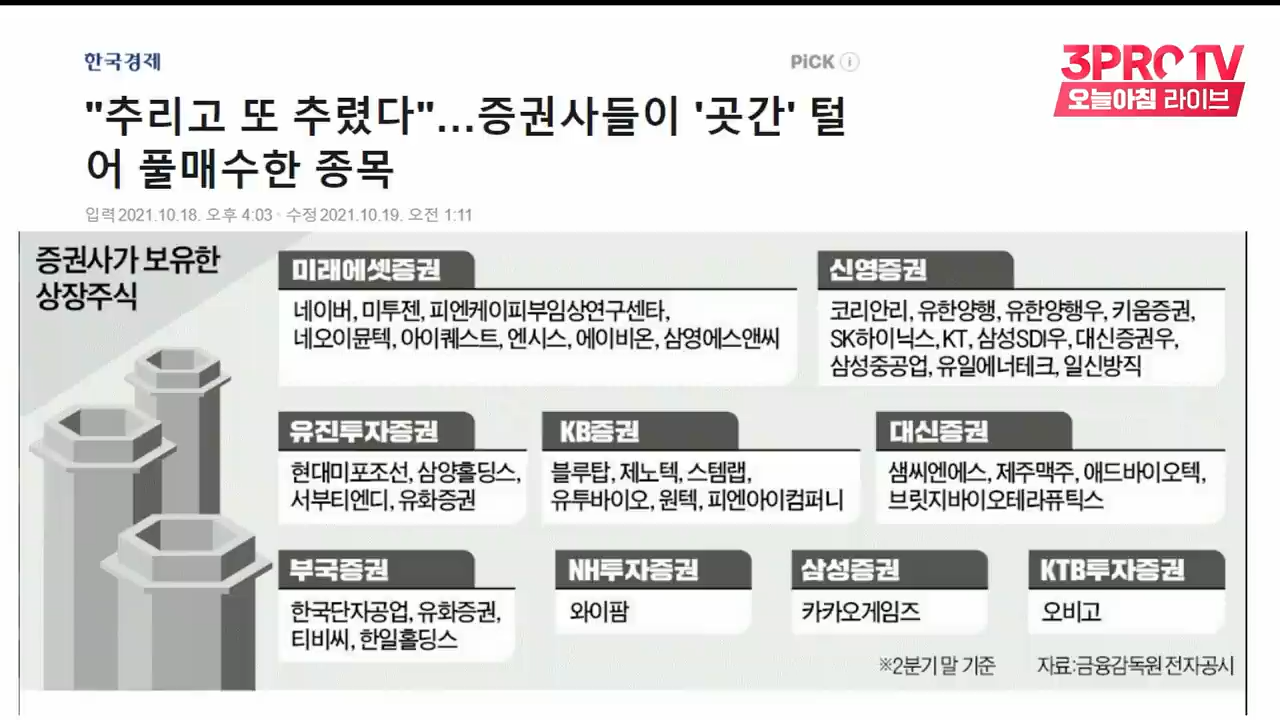 한국경제
PiCK i
3PRO TV
오늘아침 라이브
"추리고 또 추렸다"...증권사들이 '곳간' 털
어 풀매수한 종목
입력 2021.10.18. 오후 4:03 · 수정 2021.10.19. 오전 1:11
증권사가 보유한
상장주식
미래에셋증권
네이버, 미투젠, 피엔케이피부임상연구센타,
네오이뮨텍, 아이퀘스트, 엔시스, 에이비온, 삼영에스앤씨
신영증권
코리안리, 유한양행, 유한양행우, 키움증권,
SK하이닉스, KT, 삼성SDI우, 대신증권우,
삼성중공업, 유일에너테크, 일신방직
유진투자증권
현대미포조선, 삼양홀딩스,
서부티엔디, 유화증권
KB증권
블루탑, 제노텍, 스템랩,
유투바이오, 원텍, 피엔아이컴퍼니
대신증권
샘씨엔에스, 제주맥주, 애드바이오텍,
브릿지바이오테라퓨틱스
부국증권
한국단자공업, 유화증권,
티비씨, 한일홀딩스
NH투자증권
와이팜
삼성증권
카카오게임즈
KTB투자증권
오비고
※2분기 말 기준
자료:금융감독원 전자공시